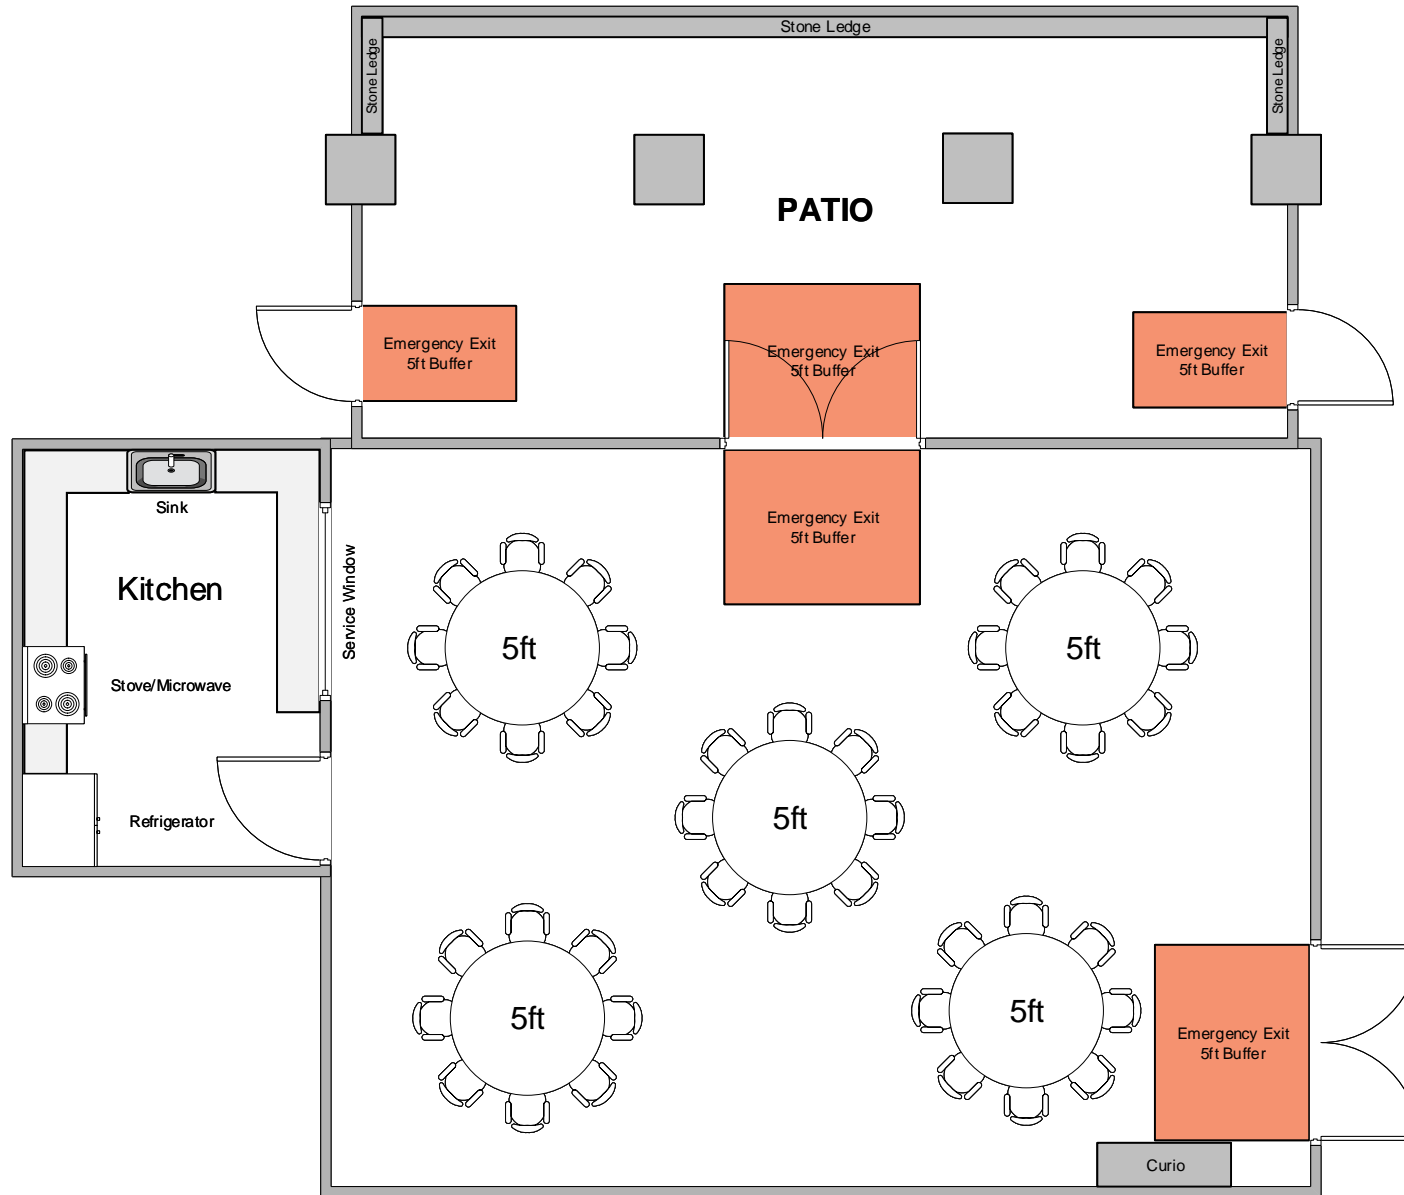 Stone Ledge
Stone Ledge
Stone Ledge
PATIO
Emergency Exit
5ft Buffer
Emergency Exit
5ft Buffer
Emergency Exit
5ft Buffer
Sink
Kitchen
Service Window
Stove/Microwave
Refrigerator
Emergency Exit
5ft Buffer
5ft
5ft
5ft
5ft
5ft
Emergency Exit
5ft Buffer
Curio